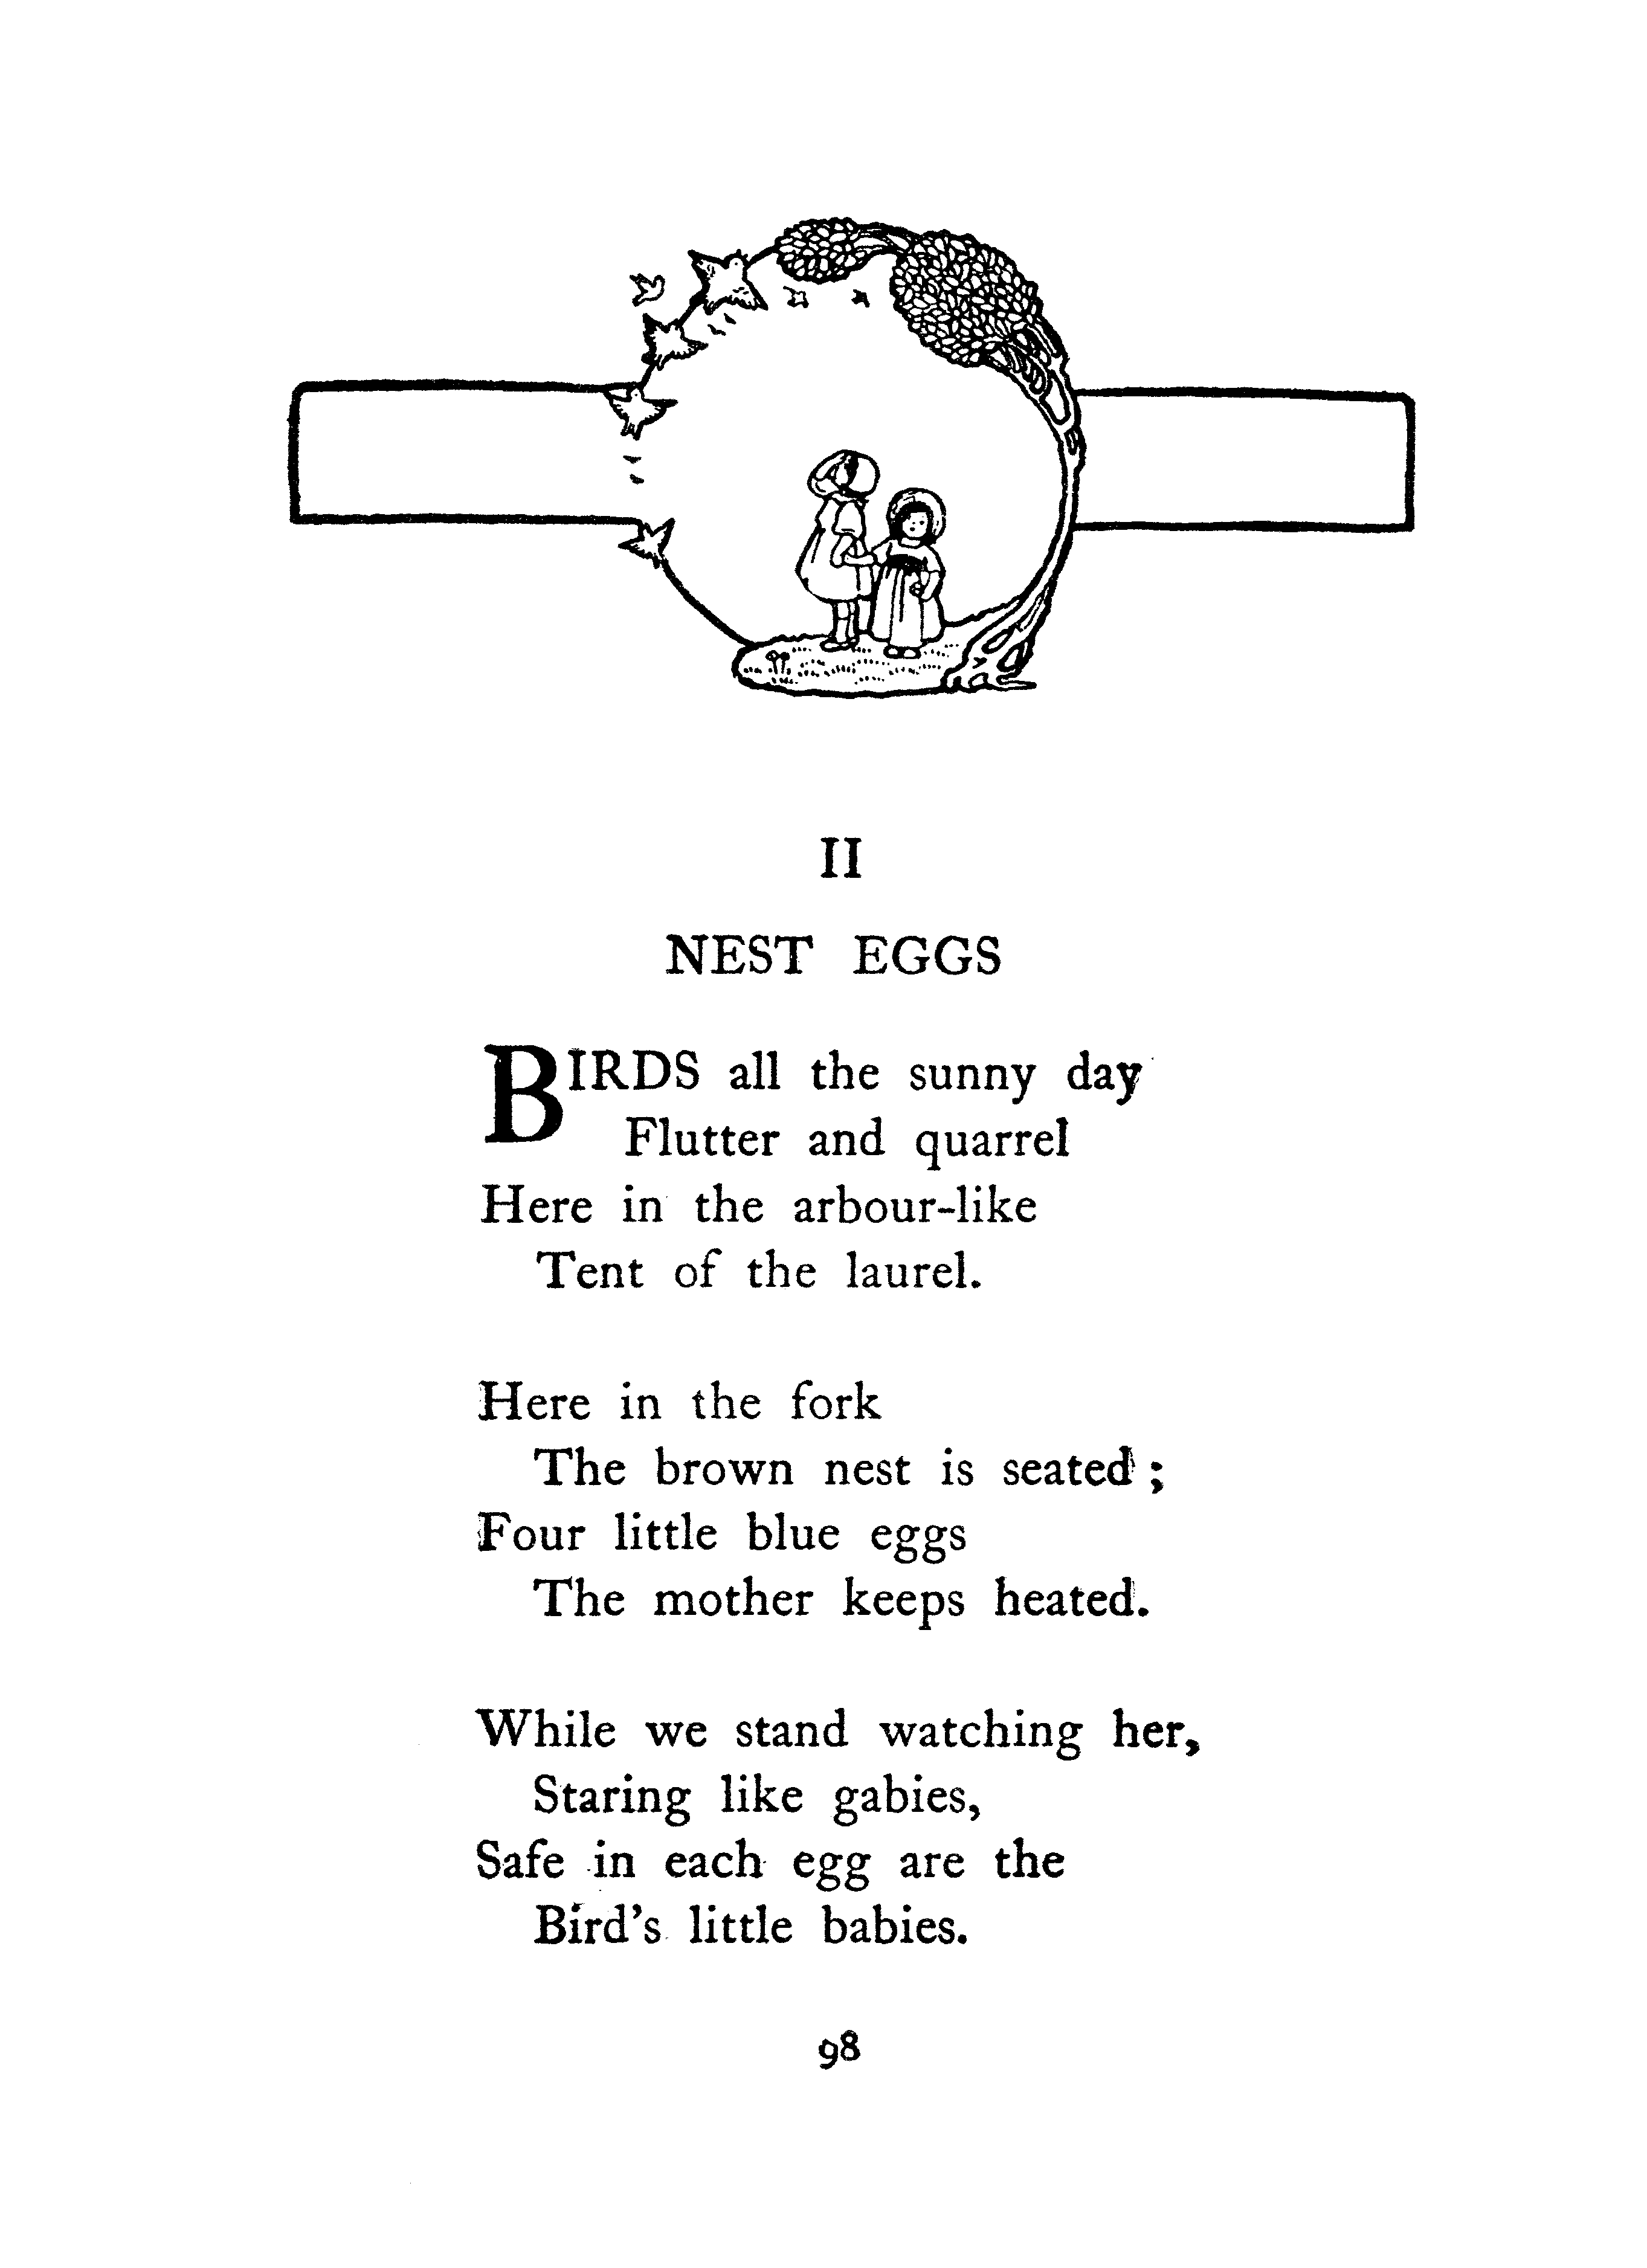 II
NEST EGGS
BIRDS all the sunny day
Flutter and quarrel
Here in the arbour-like
Tent of the laurel.
Here in the fork
The brown nest is seated ;
Four little blue eggs
The mother keeps heated.
While we stand watching her,
Staring like gabies,
Safe in each egg are the
Bird's little babies.
98